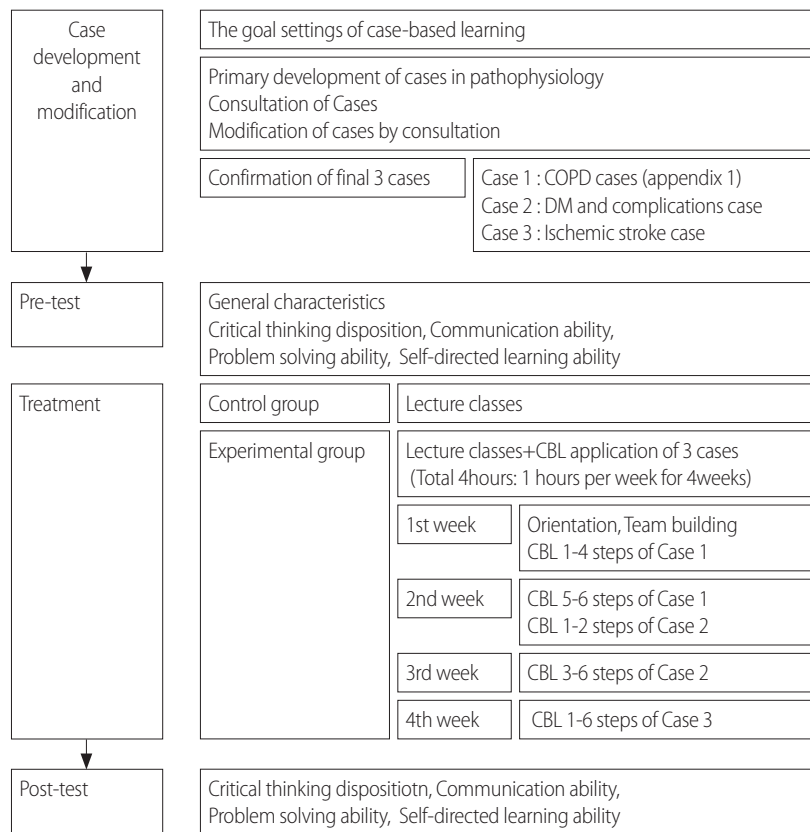 Case
development
and
modification
The goal settings of case-based learning
Primary development of cases in pathophysiology
Consultation of Cases
Modification of cases by consultation
Confirmation of final 3 cases
Case 1 : COPD cases (appendix 1)
Case 2 : DM and complications case
Case 3 : Ischemic stroke case
Pre-test
General characteristics
Critical thinking disposition, Communication ability,
Problem solving ability, Self-directed learning ability
Treatment
Control group
Lecture classes
Experimental group
Lecture classes+CBL application of 3 cases
(Total 4hours: 1 hours per week for 4weeks)
1st week
Orientation, Team building
CBL 1-4 steps of Case 1
2nd week
CBL 5-6 steps of Case 1
CBL 1-2 steps of Case 2
3rd week
CBL 3-6 steps of Case 2
4th week
CBL 1-6 steps of Case 3
Post-test
Critical thinking dispositiotn, Communication ability,
Problem solving ability, Self-directed learning ability